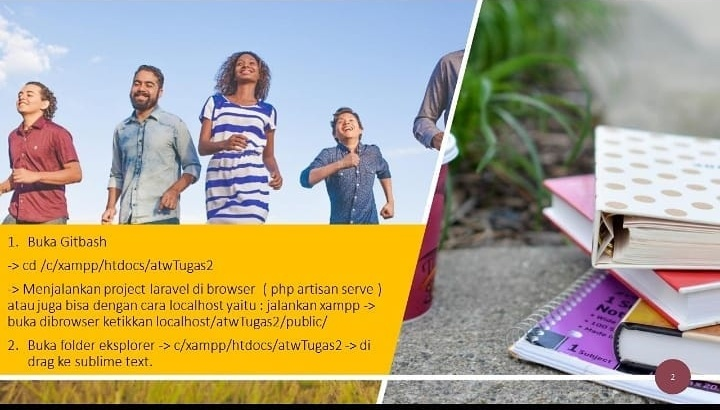 1. Buka Gitbash
-> cd /c/xampp/htdocs/atwTugas2
-> Menjalankan project laravel di browser ( php artisan serve )
atau juga bisa dengan cara localhost yaitu : jalankan xampp ->
buka dibrowser ketikkan localhost/atwTugas2/public/
2. Buka folder eksplorer -> c/xampp/htdocs/atwTugas2 -> di
drag ke sublime text.
1 Subject
2